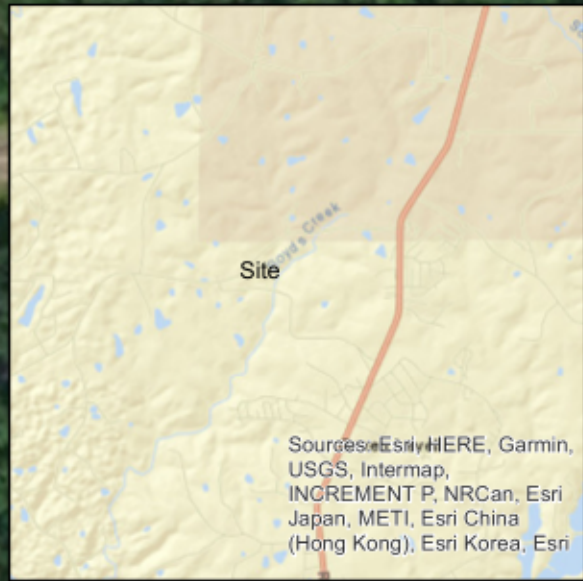 Boyd's Creek
Site
Sources: Esri, HERE, Garmin,
USGS, Intermap,
INCREMENT P, NRCan, Esri
Japan, METI, Esri China
(Hong Kong), Esri Korea, Esri